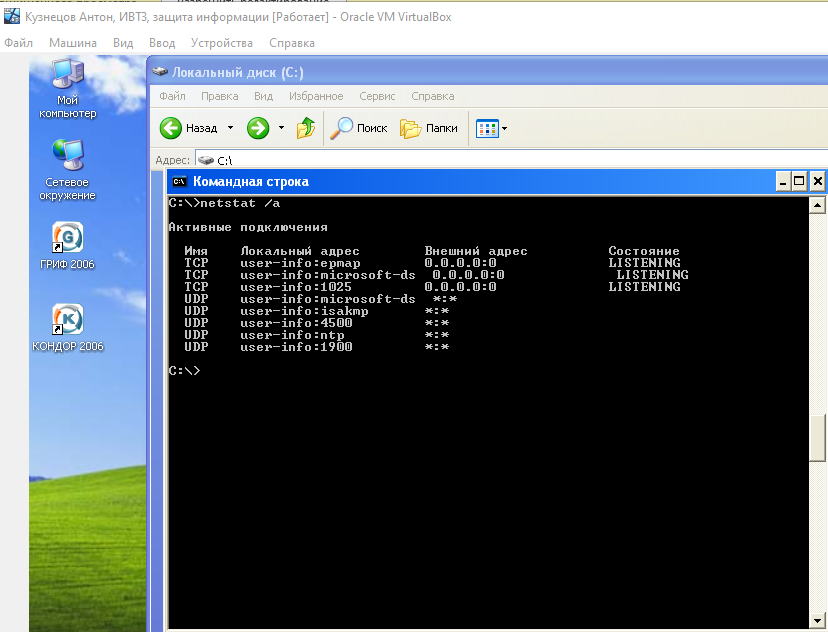 Кузнецов Антон, ИВТЗ, защита информации [Работает] - Oracle VM VirtualBox
Файл Машина Вид Ввод Устройства Справка
Мой компьютер
Сетевое окружение
ГРИФ 2006
КОНДОР 2006
Локальный диск (C:)
Файл Правка Вид Избранное Сервис Справка
Назад Поиск Папки
Адрес: C:\
Командная строка
C:\>netstat /a
Активные подключения
Имя Локальный адрес Внешний адрес Состояние
TCP user-info:epmap 0.0.0.0:0 LISTENING
TCP user-info:microsoft-ds 0.0.0.0:0 LISTENING
TCP user-info:1025 0.0.0.0:0 LISTENING
UDP user-info:microsoft-ds *:*
UDP user-info:isakmp *:*
UDP user-info:4500 *:*
UDP user-info:ntp *:*
UDP user-info:1900 *:*
C:\>